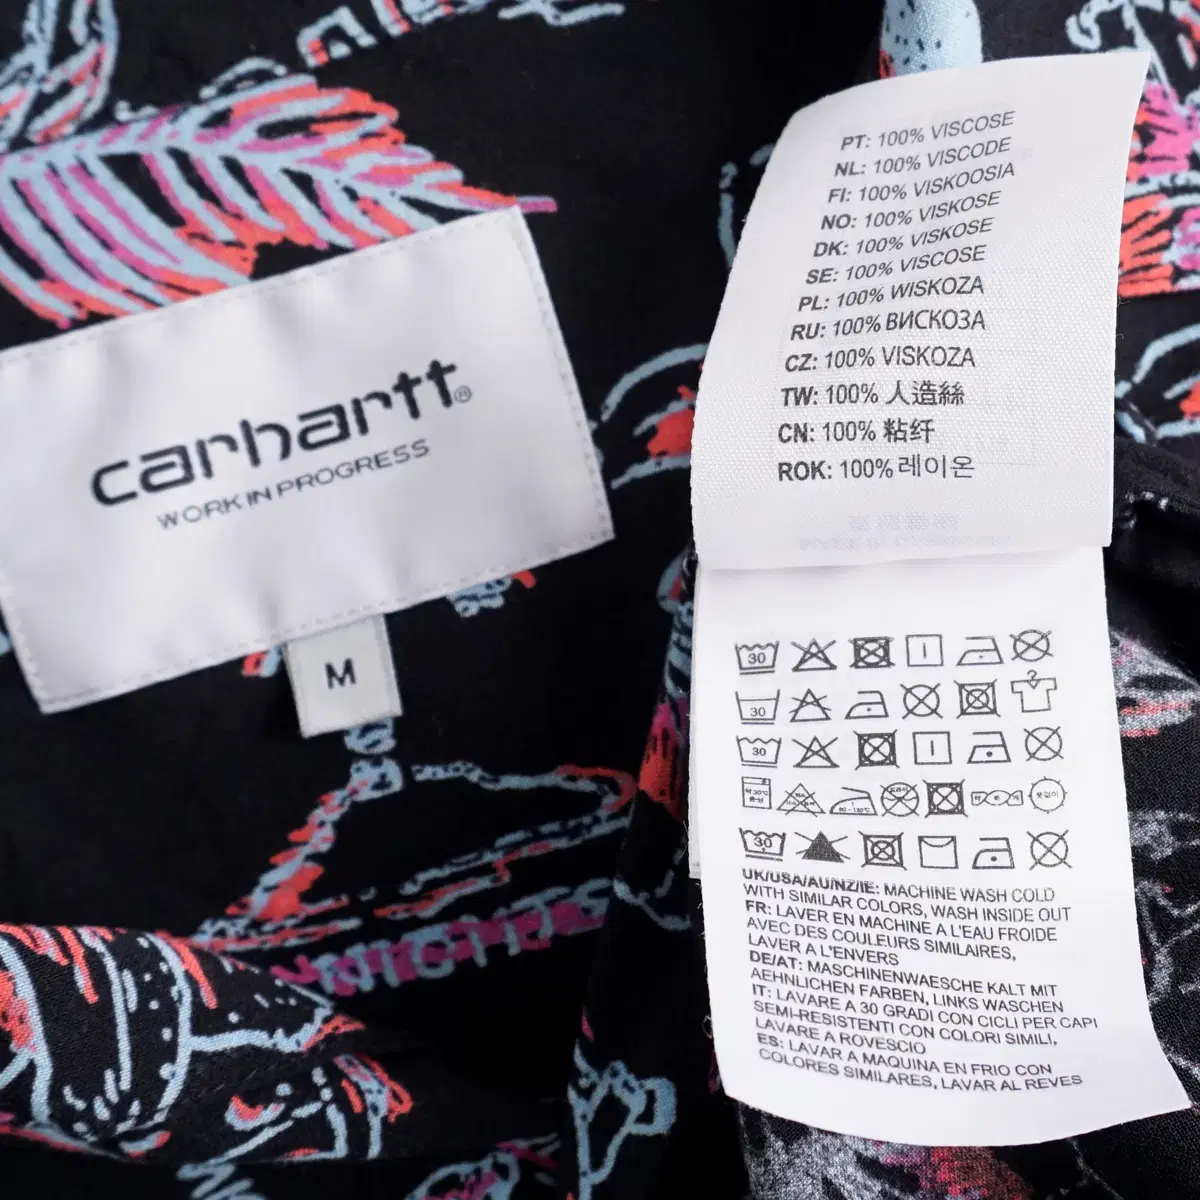 carhartt®
WORK IN PROGRESS
M
NIGHTS
PT: 100% VISCOSE
NL: 100% VISCODE
FI: 100% VISKOOSIA
NO: 100% VISKOSE
DK: 100% VISKOSE
SE: 100% VISCOSE
PL: 100% WISKOZA
RU: 100% ВИСКОЗА
CZ: 100% VISKOZA
TW: 100% 人造絲
CN: 100% 粘纤
ROK: 100% 레이온
30
30
30
30
UK/USA/AU/NZ/IE: MACHINE WASH COLD
WITH SIMILAR COLORS, WASH INSIDE OUT
FR: LAVER EN MACHINE A L'EAU FROIDE
AVEC DES COULEURS SIMILAIRES,
LAVER A L'ENVERS
DE/AT: MASCHINENWAESCHE KALT MIT
AEHNLICHEN FARBEN, LINKS WASCHEN
IT: LAVARE A 30 GRADI CON CICLI PER CAPI
SEMI-RESISTENTI CON COLORI SIMILI,
LAVARE A ROVESCIO
ES: LAVAR A MAQUINA EN FRIO CON
COLORES SIMILARES, LAVAR AL REVES